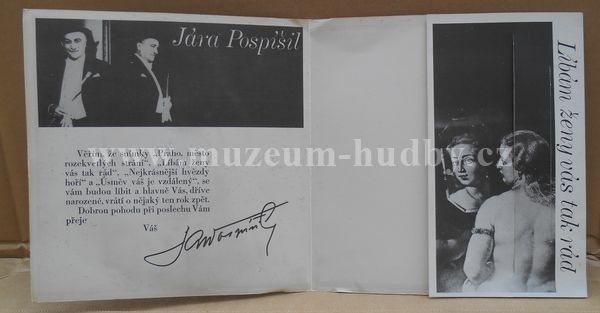 Jára Pospíšil
Věřím, že snímky „Praho, město
rozekvetlých strání", „Líbám ženy
vás tak rád", „Nejkrásnější hvězdy
hoří" a „Úsměv váš je vzdálený", se
vám budou líbit a hlavně Vás, dříve
narozené, vrátí o nějaký ten rok zpět.
Dobrou pohodu při poslechu Vám
přeje
Váš
Líbám ženy vás tak rád
www.muzeum-hudby.cz